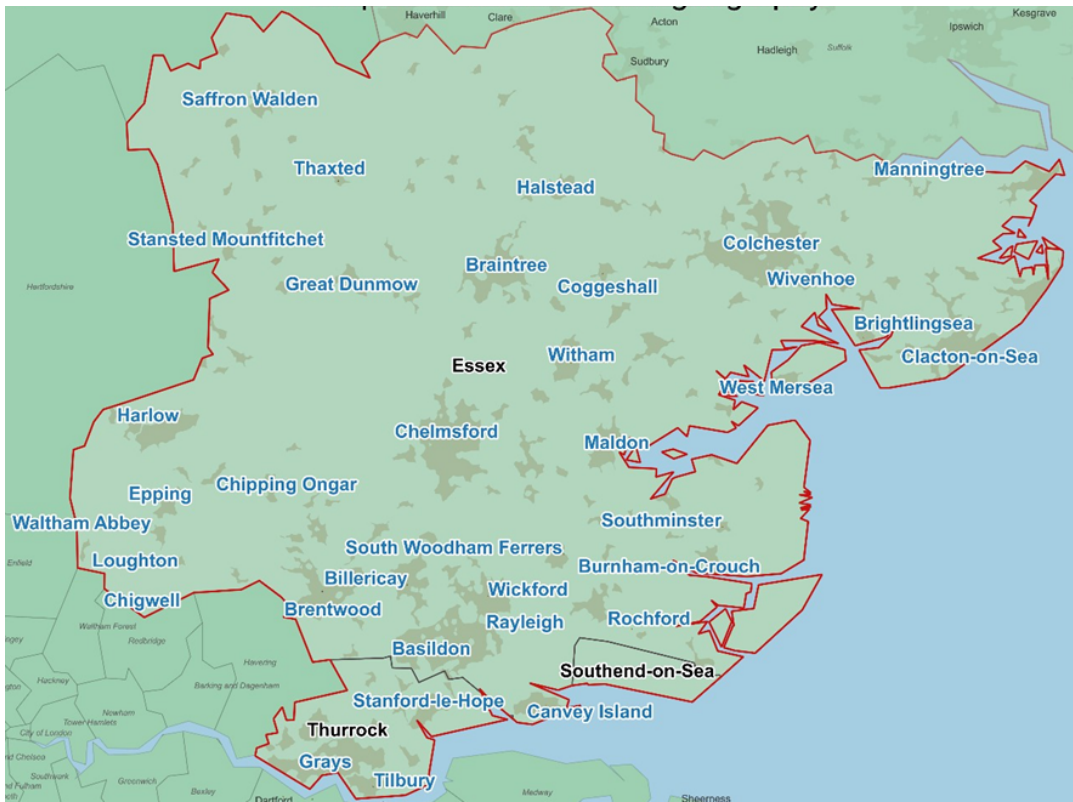 Haverhill
Clare
Acton
Kesgrave
Ipswich
Hadleigh
Suffolk
Sudbury
Saffron Walden
Thaxted
Halstead
Manningtree
Stansted Mountfitchet
Colchester
Braintree
Wivenhoe
Great Dunmow
Coggeshall
Hertfordshire
Brightlingsea
Witham
Clacton-on-Sea
Essex
West Mersea
Harlow
Chelmsford
Maldon
Chipping Ongar
Epping
Waltham Abbey
Southminster
South Woodham Ferrers
Enfield
Loughton
Burnham-on-Crouch
Billericay
Wickford
Chigwell
Brentwood
Rayleigh
Rochford
Waltham Forest
Redbridge
Basildon
Havering
Southend-on-Sea
Hackney
Barking and Dagenham
Stanford-le-Hope
Canvey Island
Newham
Tower Hamlets
Thurrock
City of London
Grays
Southwark
Greenwich
Tilbury
Bexley
Medway
Dartford
Sheerness